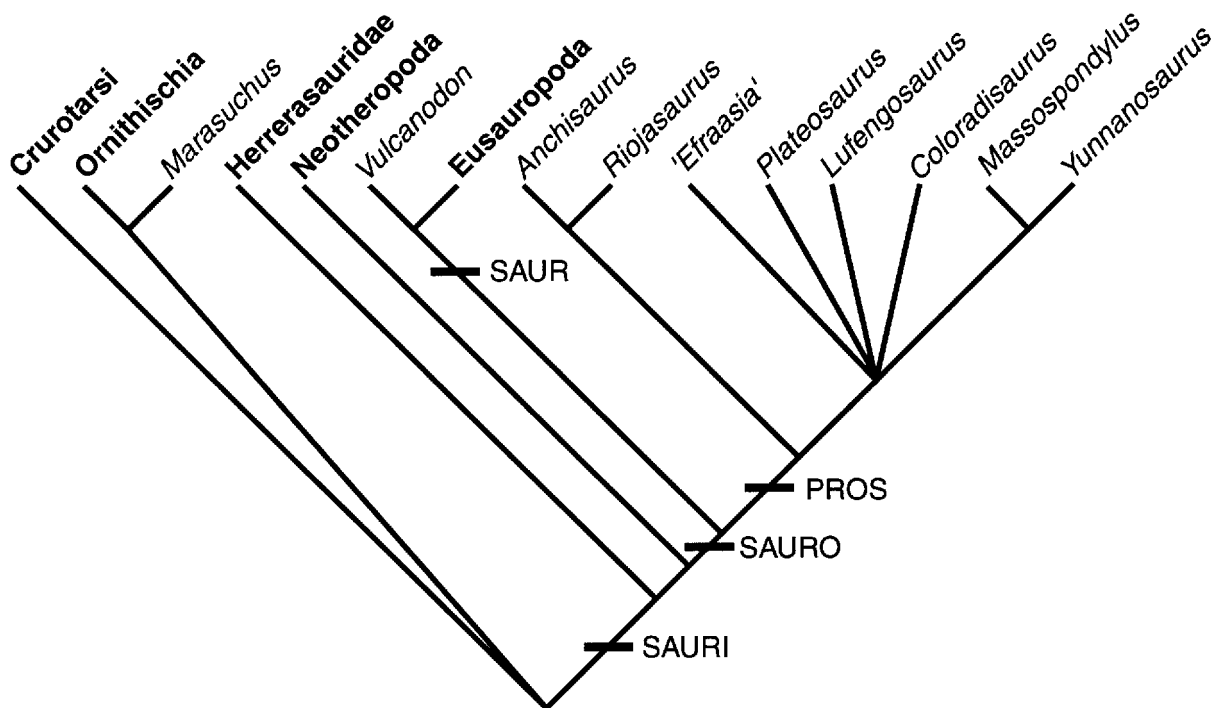 Crurotarsi
Ornithischia
Marasuchus
Herrerasauridae
Neotheropoda
Vulcanodon
Eusauropoda
Anchisaurus
Riojasaurus
'Efraasia'
Plateosaurus
Lufengosaurus
Coloradisaurus
Massospondylus
Yunnanosaurus
SAUR
PROS
SAURO
SAURI